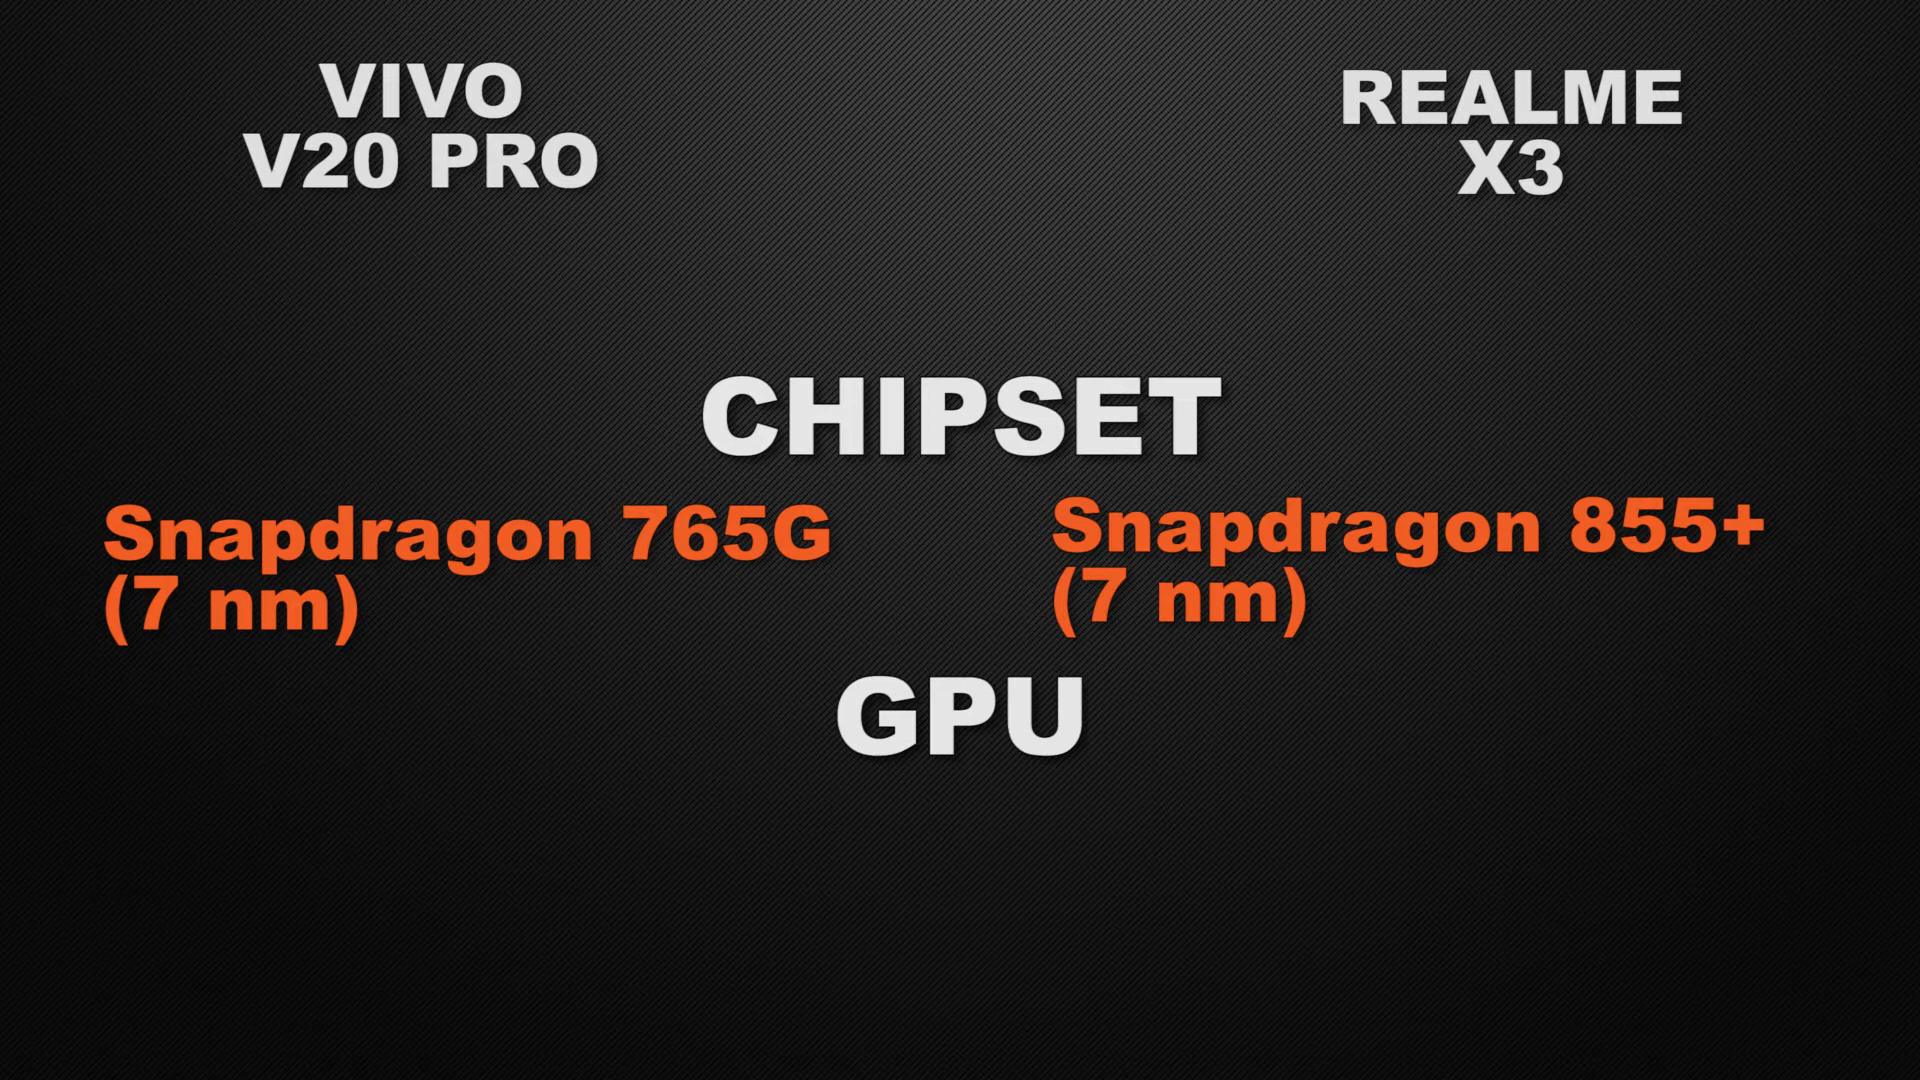 VIVO
V20 PRO
REALME
X3
CHIPSET
Snapdragon 765G
(7 nm)
Snapdragon 855+
(7 nm)
GPU